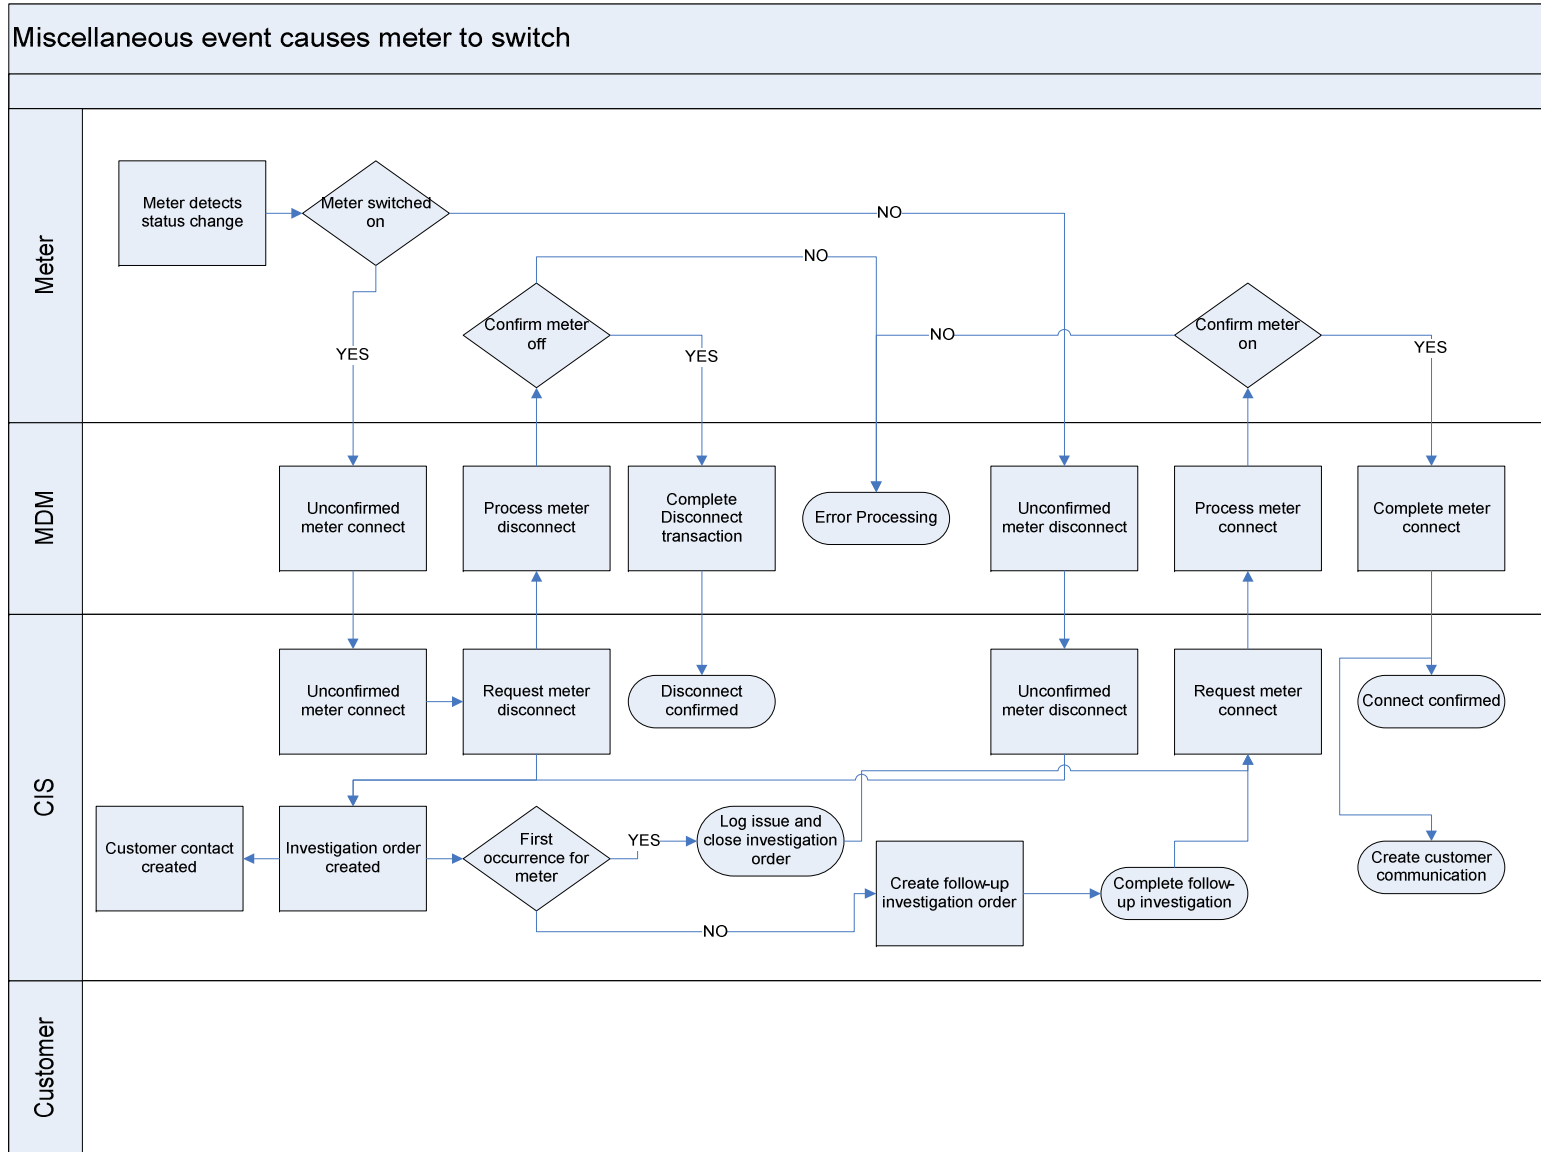 Miscellaneous event causes meter to switch
Meter
Meter detects
status change
Meter switched
on
NO
YES
Confirm meter
off
NO
YES
NO
Confirm meter
on
YES
MDM
Unconfirmed
meter connect
Process meter
disconnect
Complete
Disconnect
transaction
Error Processing
Unconfirmed
meter disconnect
Process meter
connect
Complete meter
connect
CIS
Unconfirmed
meter connect
Request meter
disconnect
Disconnect
confirmed
Unconfirmed
meter disconnect
Request meter
connect
Connect confirmed
Customer contact
created
Investigation order
created
First
occurrence for
meter
YES
Log issue and
close investigation
order
NO
Create follow-up
investigation order
Complete follow-
up investigation
Create customer
communication
Customer